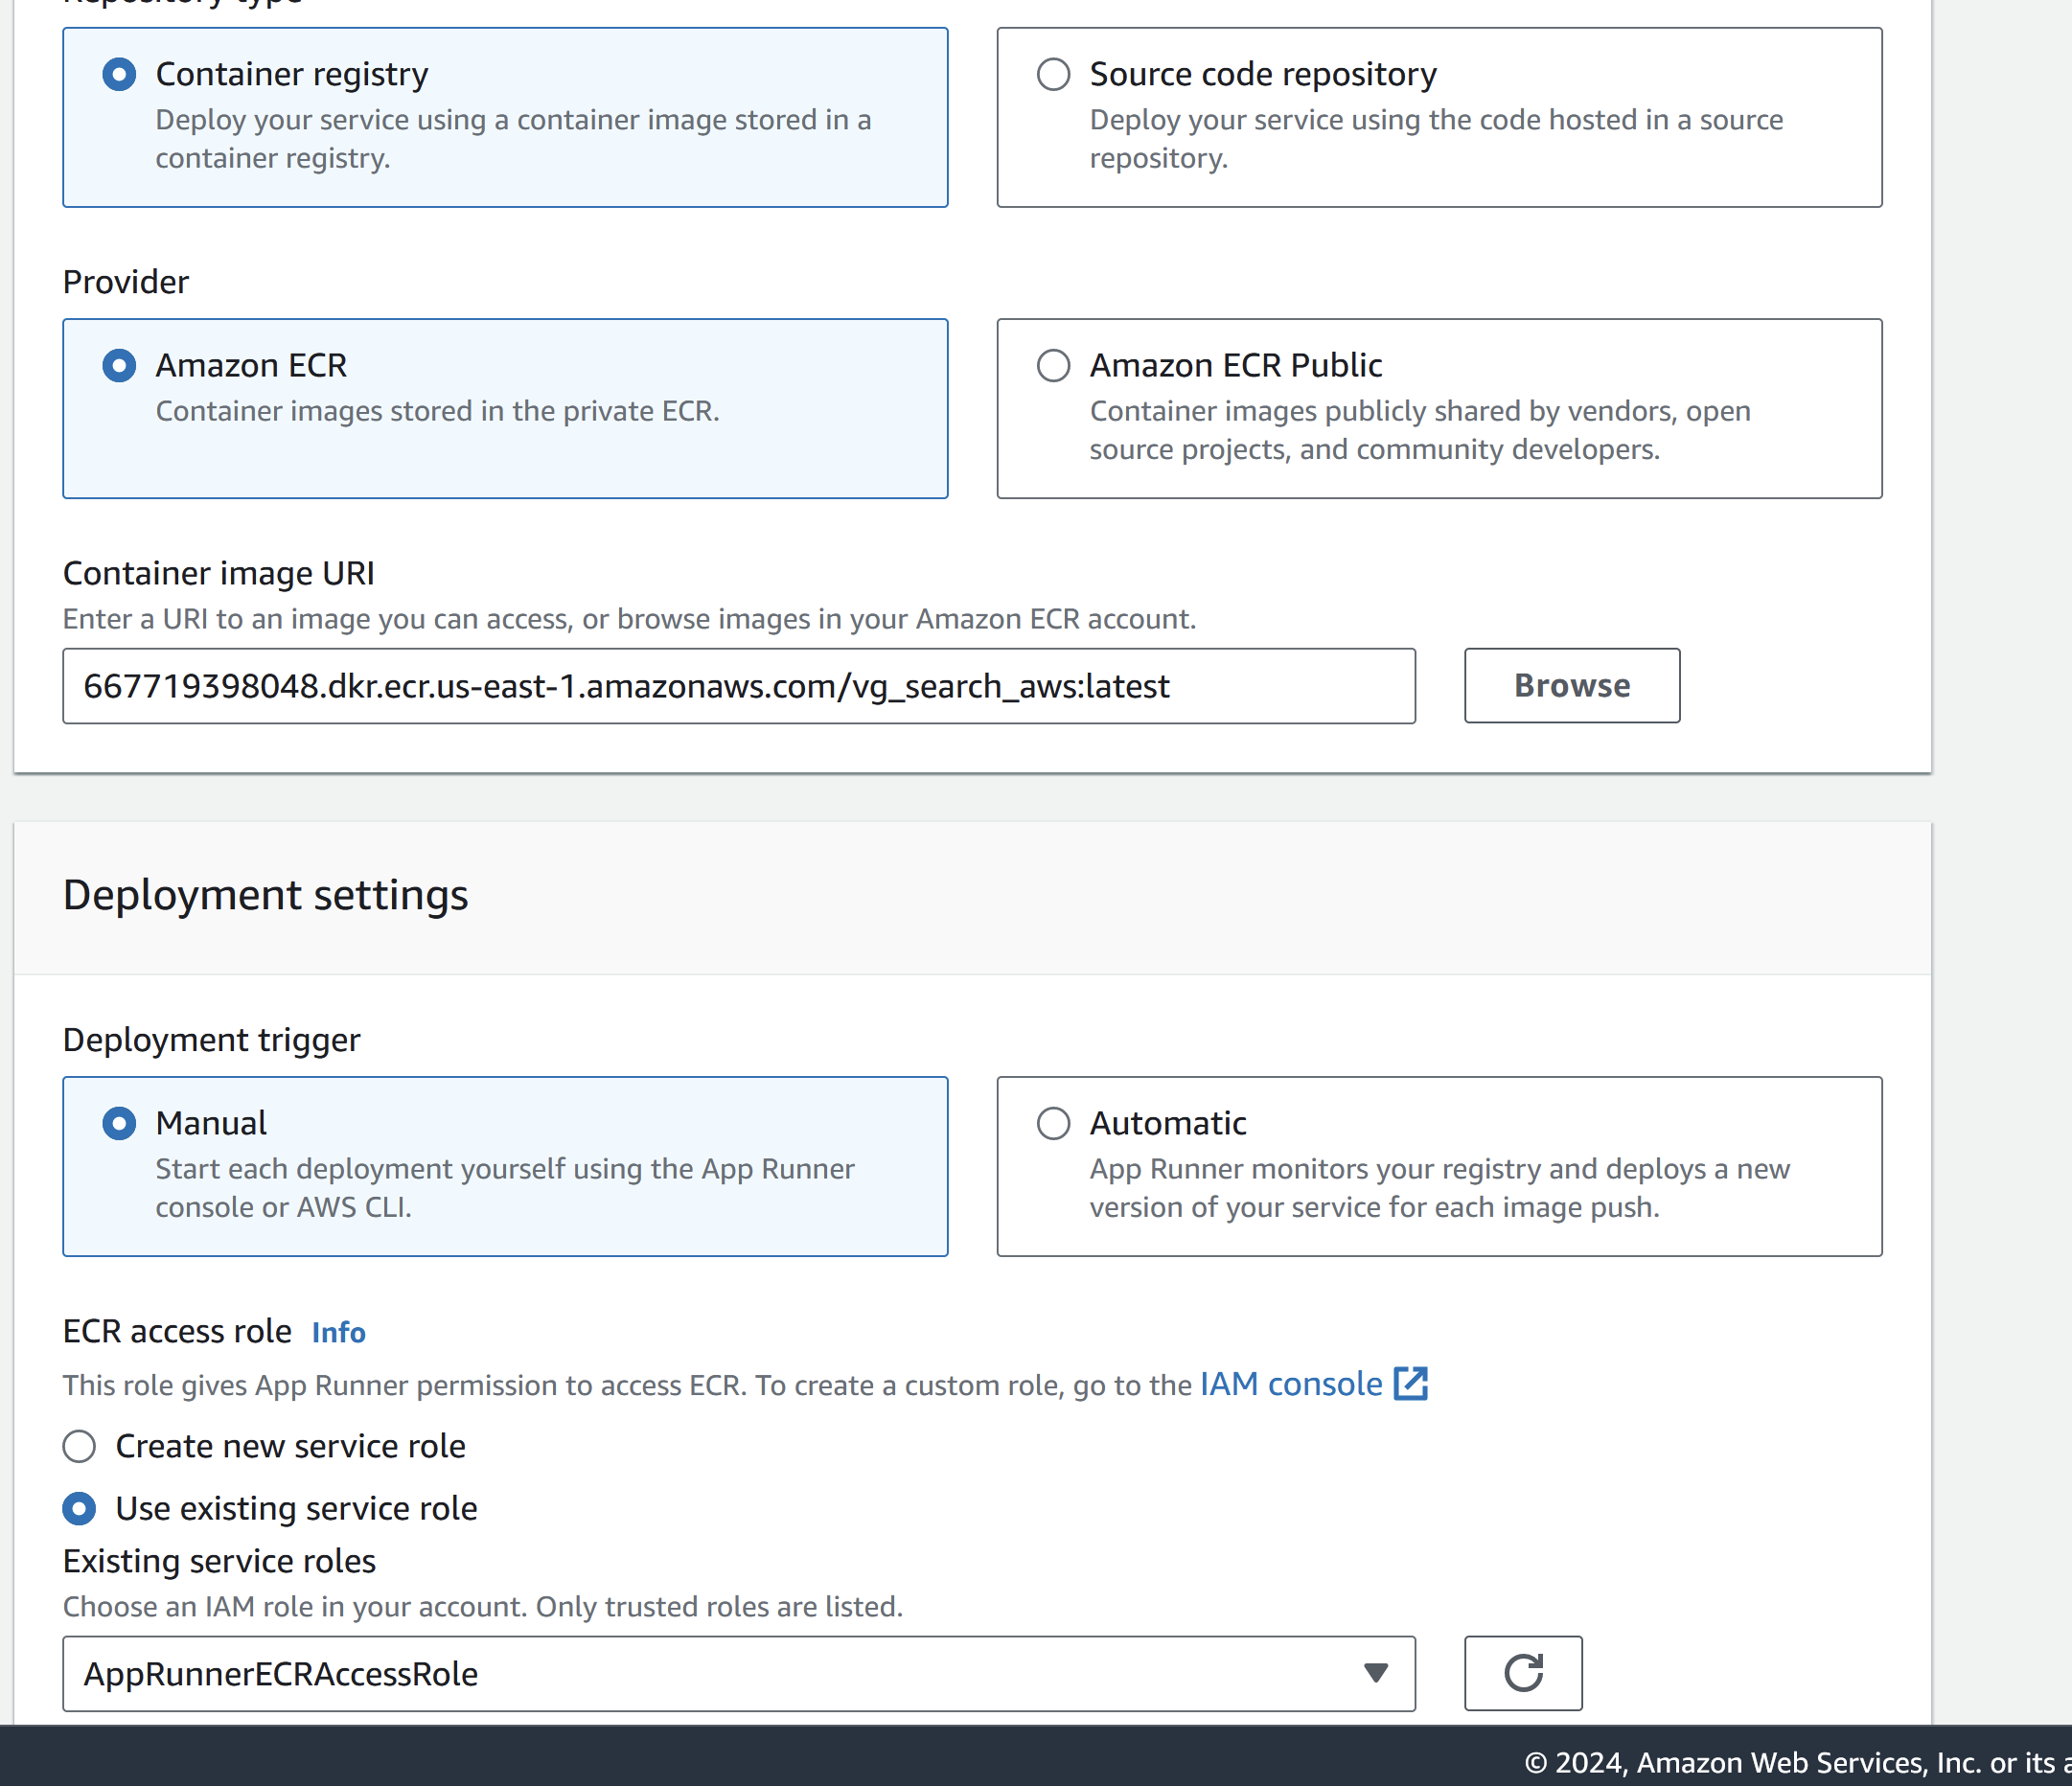 Repository type
Container registry
Deploy your service using a container image stored in a
container registry.
Source code repository
Deploy your service using the code hosted in a source
repository.
Provider
Amazon ECR
Container images stored in the private ECR.
Amazon ECR Public
Container images publicly shared by vendors, open
source projects, and community developers.
Container image URI
Enter a URI to an image you can access, or browse images in your Amazon ECR account.
667719398048.dkr.ecr.us-east-1.amazonaws.com/vg_search_aws:latest
Browse
Deployment settings
Deployment trigger
Manual
Start each deployment yourself using the App Runner
console or AWS CLI.
Automatic
App Runner monitors your registry and deploys a new
version of your service for each image push.
ECR access role Info
This role gives App Runner permission to access ECR. To create a custom role, go to the IAM console
Create new service role
Use existing service role
Existing service roles
Choose an IAM role in your account. Only trusted roles are listed.
AppRunnerECRAccessRole
© 2024, Amazon Web Services, Inc. or its